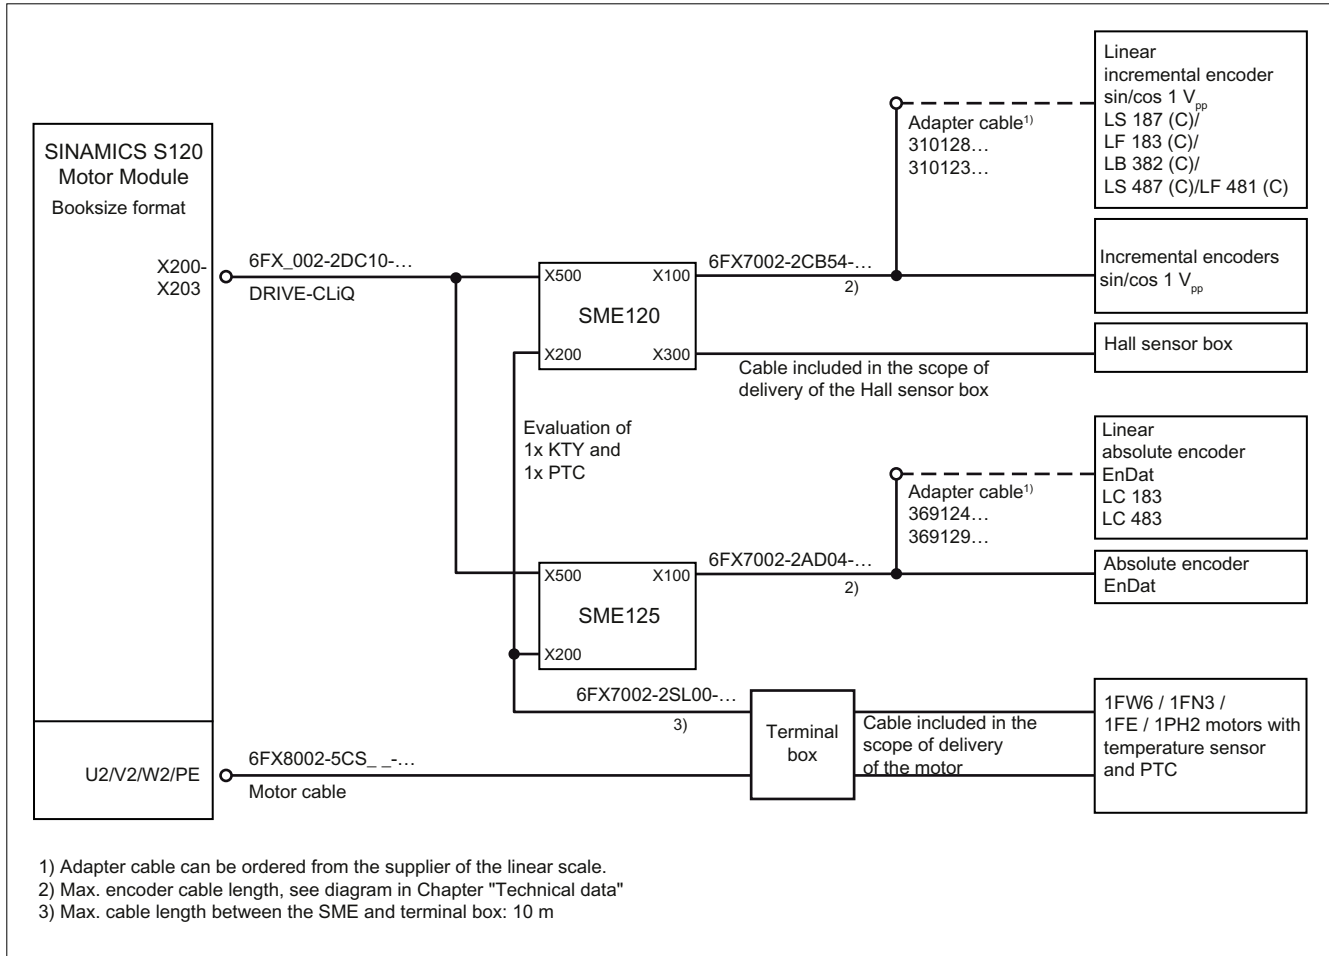 SINAMICS S120
Motor Module
Booksize format
X200-
X203
U2/V2/W2/PE
6FX_002-2DC10-…
DRIVE-CLiQ
X500
X100
SME120
X200
X300
6FX7002-2CB54-…
2)
Adapter cable1)
310128…
310123…
Linear
incremental encoder
sin/cos 1 Vpp
LS 187 (C)/
LF 183 (C)/
LB 382 (C)/
LS 487 (C)/LF 481 (C)
Incremental encoders
sin/cos 1 Vpp
Hall sensor box
Cable included in the scope of
delivery of the Hall sensor box
Evaluation of
1x KTY and
1x PTC
X500
X100
SME125
X200
6FX7002-2AD04-…
2)
Adapter cable1)
369124…
369129…
Linear
absolute encoder
EnDat
LC 183
LC 483
Absolute encoder
EnDat
6FX7002-2SL00-…
3)
Terminal
box
Cable included in the
scope of delivery
of the motor
1FW6 / 1FN3 /
1FE / 1PH2 motors with
temperature sensor
and PTC
6FX8002-5CS_ _-…
Motor cable
1) Adapter cable can be ordered from the supplier of the linear scale.
2) Max. encoder cable length, see diagram in Chapter "Technical data"
3) Max. cable length between the SME and terminal box: 10 m